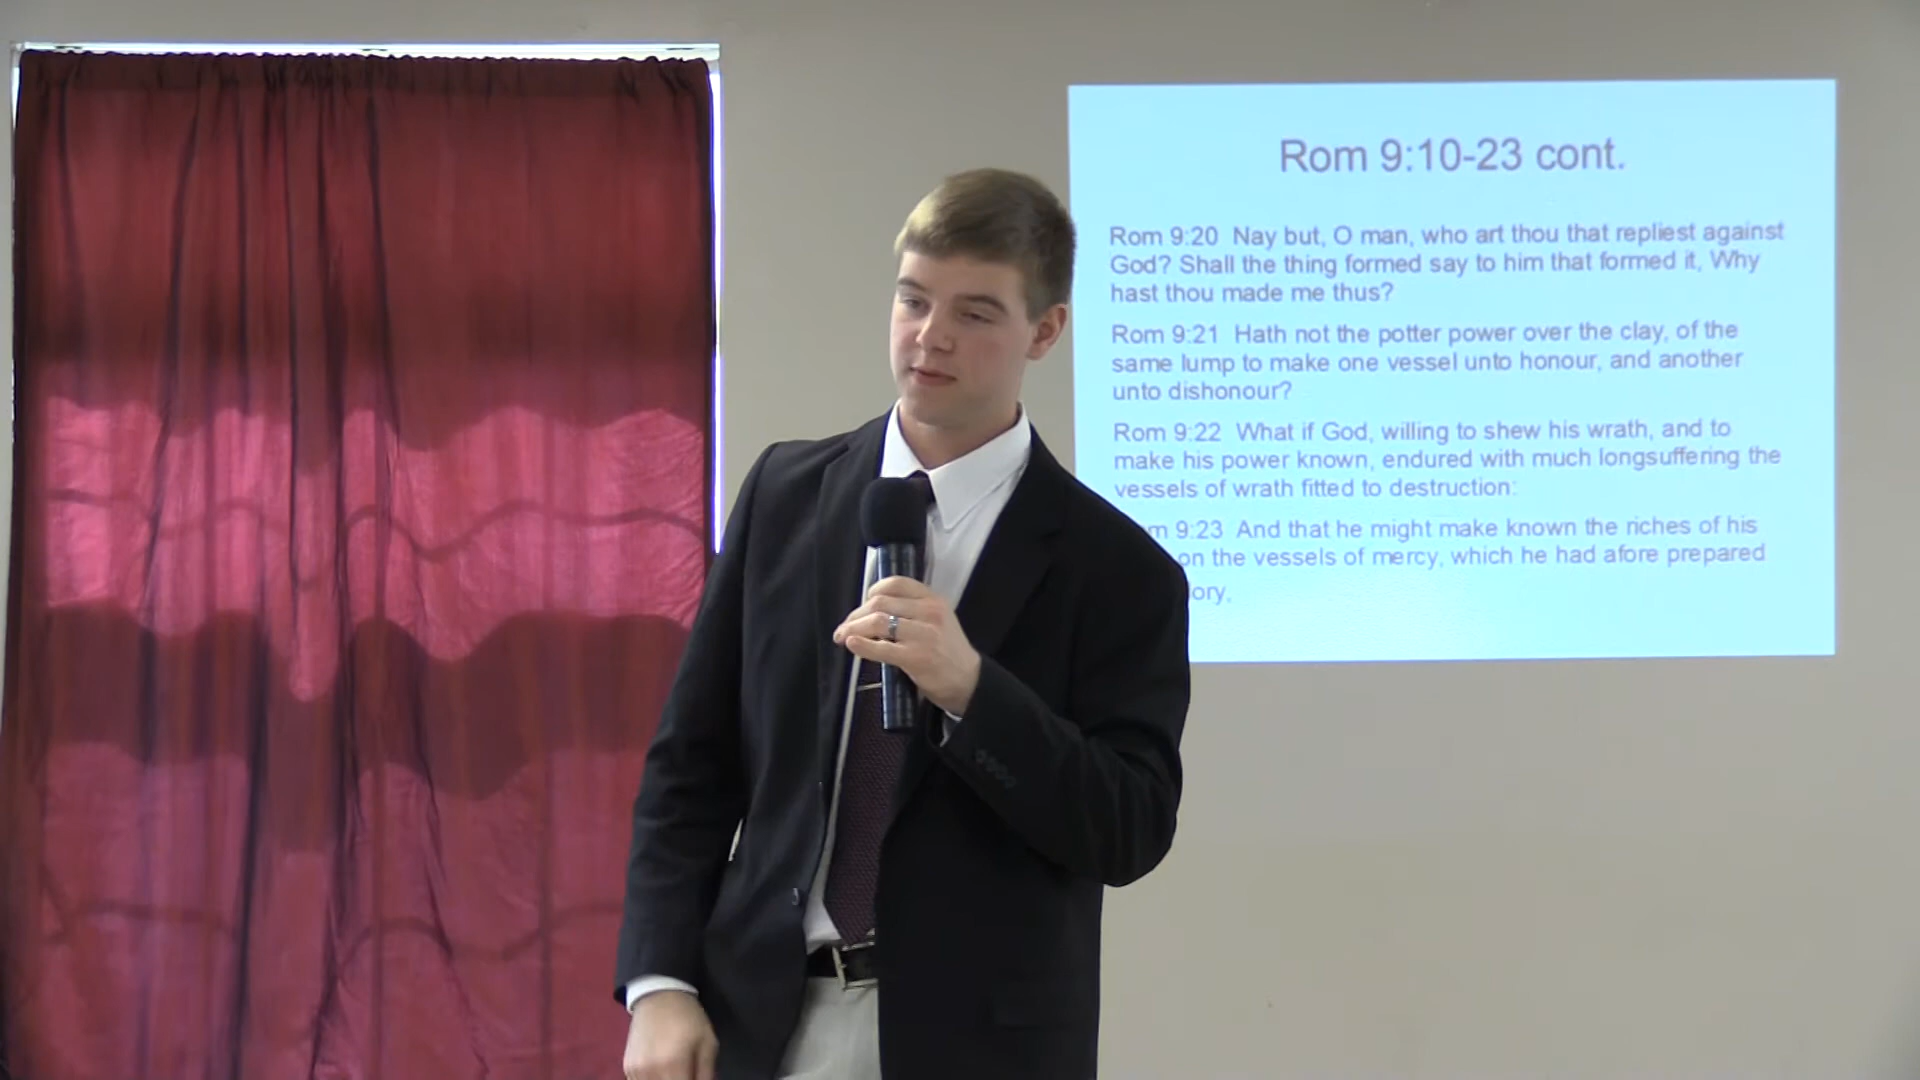 Rom 9:10-23 cont.
Rom 9:20 Nay but, O man, who art thou that repliest against
God? Shall the thing formed say to him that formed it, Why
hast thou made me thus?
Rom 9:21 Hath not the potter power over the clay, of the
same lump to make one vessel unto honour, and another
unto dishonour?
Rom 9:22 What if God, willing to shew his wrath, and to
make his power known, endured with much longsuffering the
vessels of wrath fitted to destruction:
m 9:23 And that he might make known the riches of his
on the vessels of mercy, which he had afore prepared
lory,